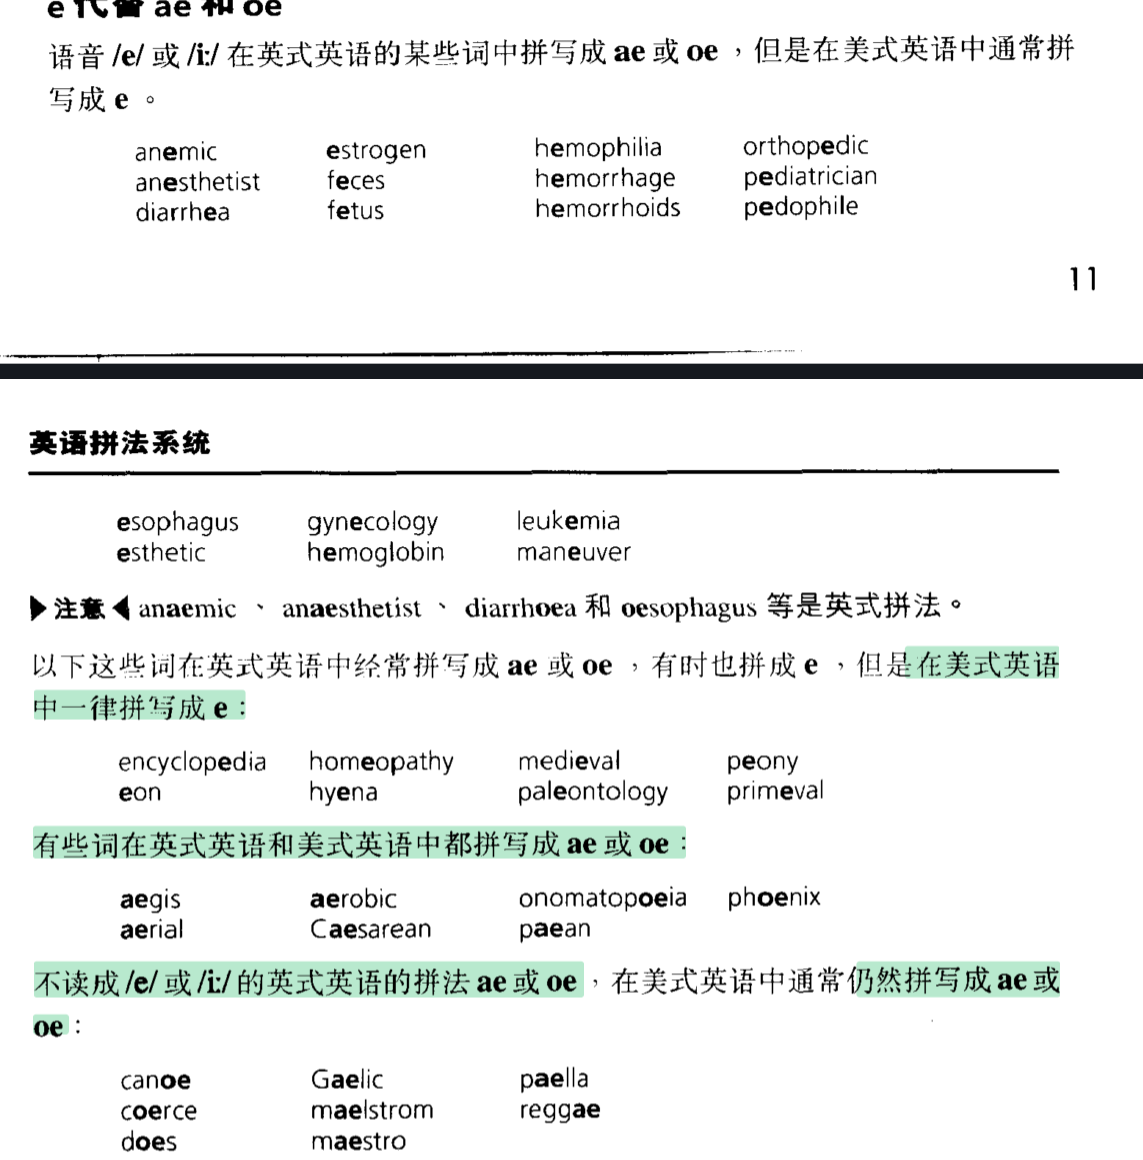 e 代替 ae 和 oe
语音 /e/ 或 /i:/ 在英式英语的某些词中拼写成 ae 或 oe ，但是在美式英语中通常拼
写成 e 。
anemic estrogen hemophilia orthopedic
anesthetist feces hemorrhage pediatrician
diarrhea fetus hemorrhoids pedophile
11
英语拼法系统
esophagus gynecology leukemia
esthetic hemoglobin maneuver
▶注意◀ anaemic 、 anaesthetist 、 diarrhoea 和 oesophagus 等是英式拼法。
以下这些词在英式英语中经常拼写成 ae 或 oe ，有时也拼成 e ，但是在美式英语
中一律拼写成 e：
encyclopedia homeopathy medieval peony
eon hyena paleontology primeval
有些词在英式英语和美式英语中都拼写成 ae 或 oe：
aegis aerobic onomatopoeia phoenix
aerial Caesarean paean
不读成 /e/ 或 /i:/ 的英式英语的拼法 ae 或 oe ，在美式英语中通常仍然拼写成 ae 或
oe：
canoe Gaelic paella
coerce maelstrom reggae
does maestro